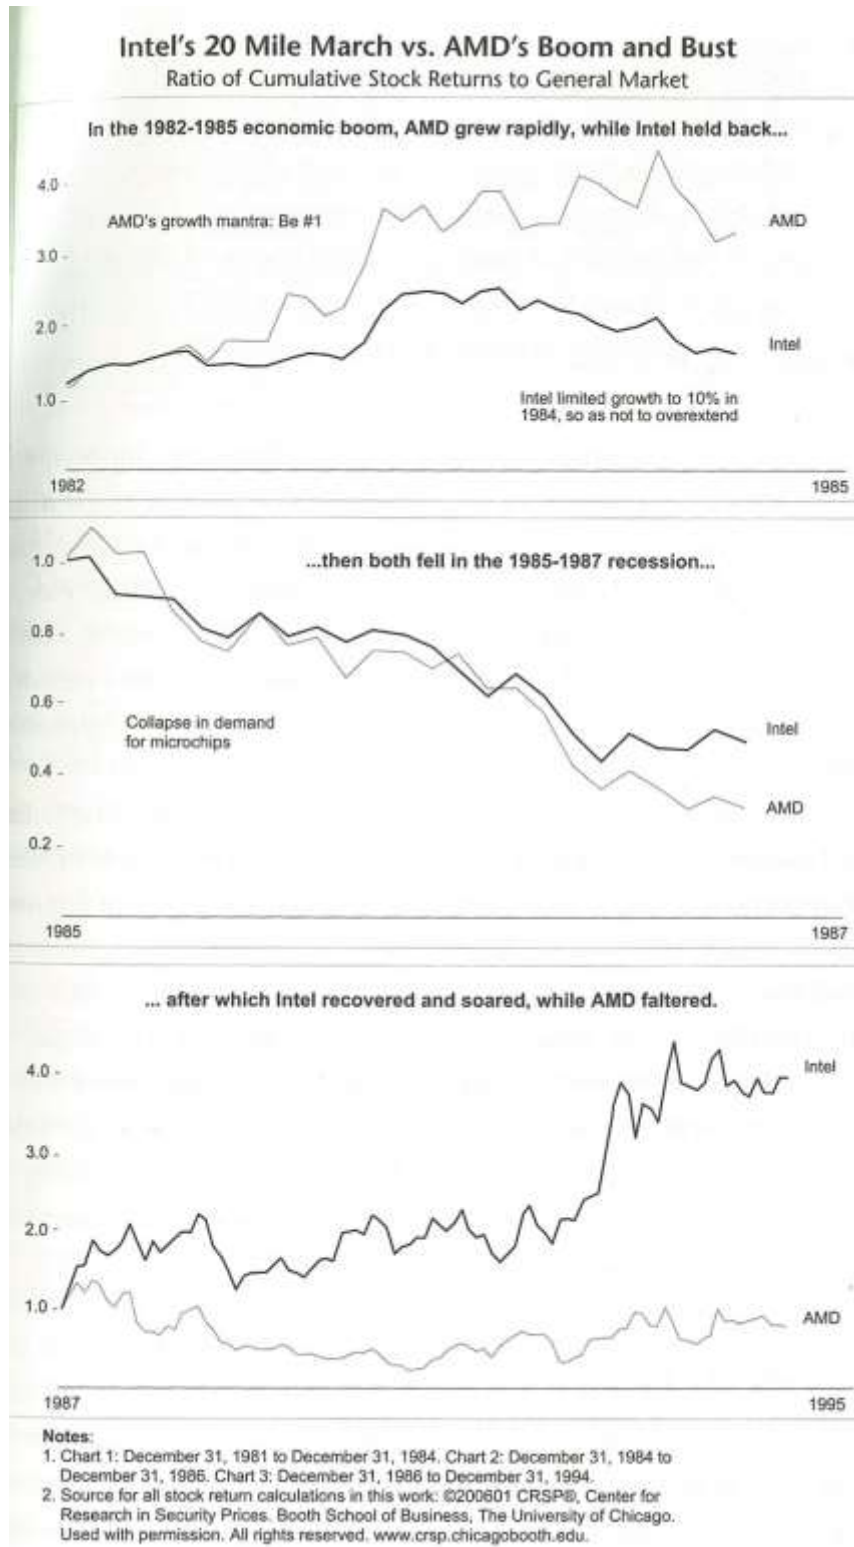 Intel's 20 Mile March vs. AMD's Boom and Bust
Ratio of Cumulative Stock Returns to General Market
In the 1982-1985 economic boom, AMD grew rapidly, while Intel held back...
4.0
AMD's growth mantra: Be #1
AMD
3.0
2.0
Intel
1.0
Intel limited growth to 10% in
1984, so as not to overextend
1982
1985
...then both fell in the 1985-1987 recession...
1.0
0.8
0.6
Collapse in demand
for microchips
Intel
0.4
AMD
0.2
1985
1987
... after which Intel recovered and soared, while AMD faltered.
4.0
Intel
3.0
2.0
1.0
AMD
1987
1995
Notes:
1. Chart 1: December 31, 1981 to December 31, 1984. Chart 2: December 31, 1984 to
December 31, 1986. Chart 3: December 31, 1986 to December 31, 1994.
2. Source for all stock return calculations in this work: ©200601 CRSP®, Center for
Research in Security Prices. Booth School of Business, The University of Chicago.
Used with permission. All rights reserved. www.crsp.chicagobooth.edu.